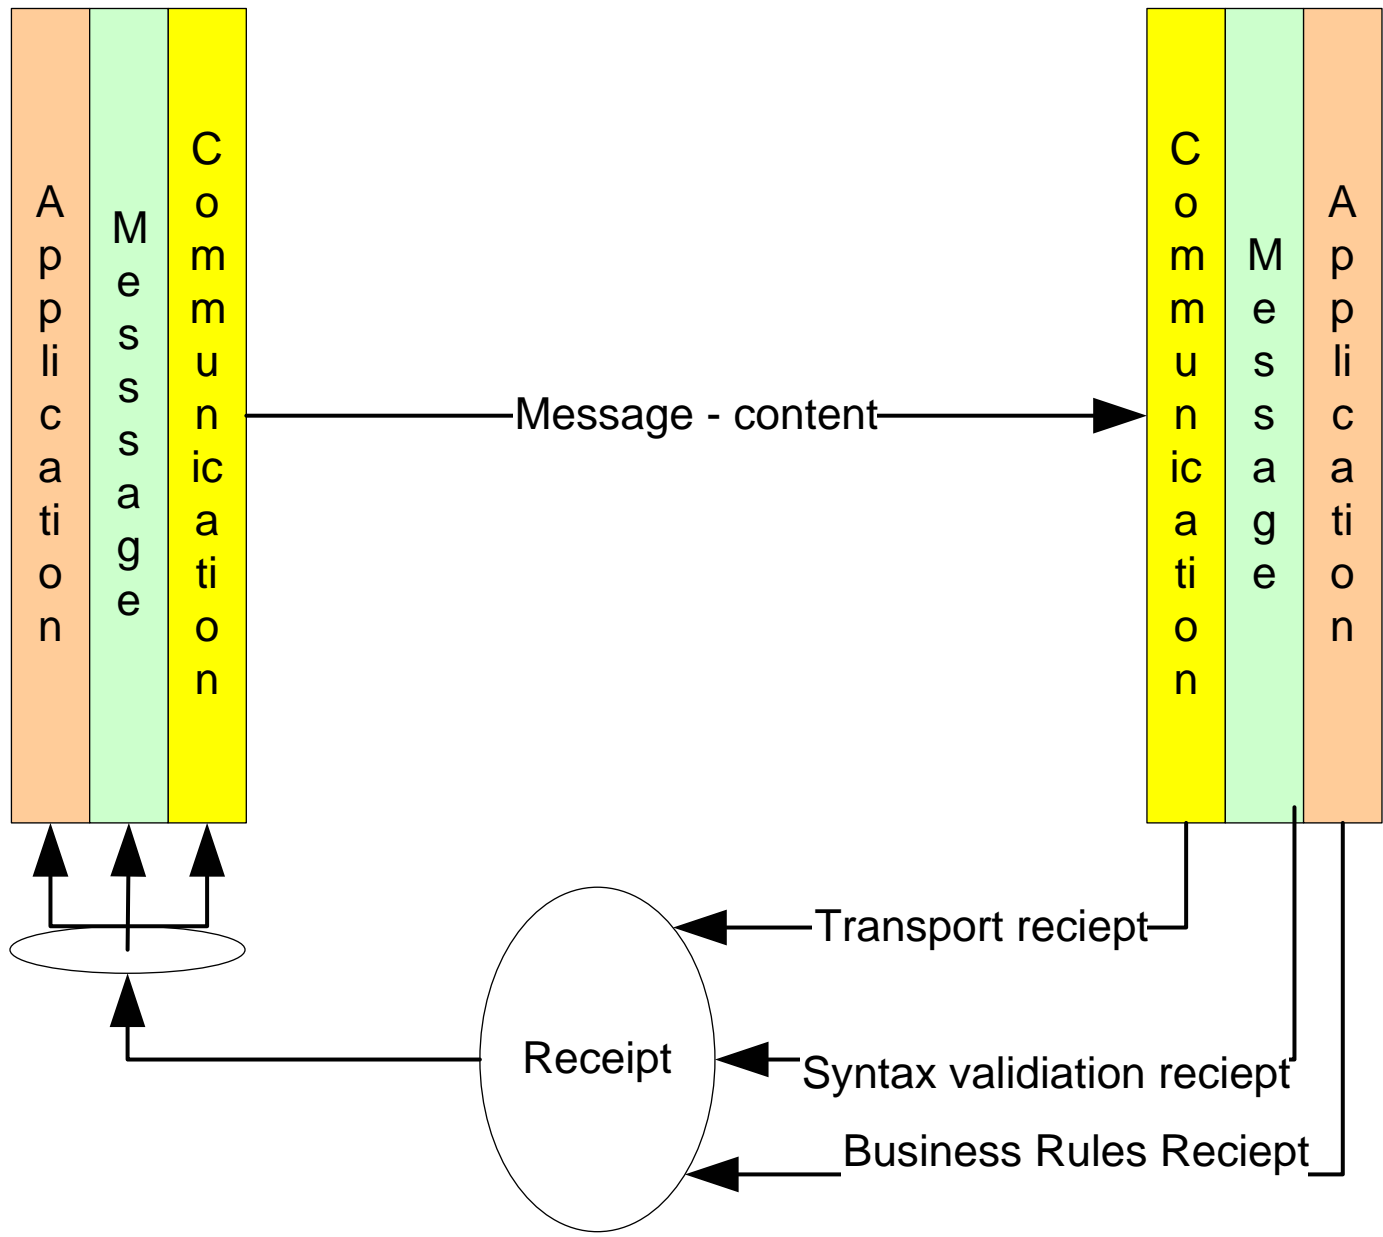 Application
Message
Communication
Message - content
Communication
Message
Application
Transport reciept
Receipt
Syntax validiation reciept
Business Rules Reciept